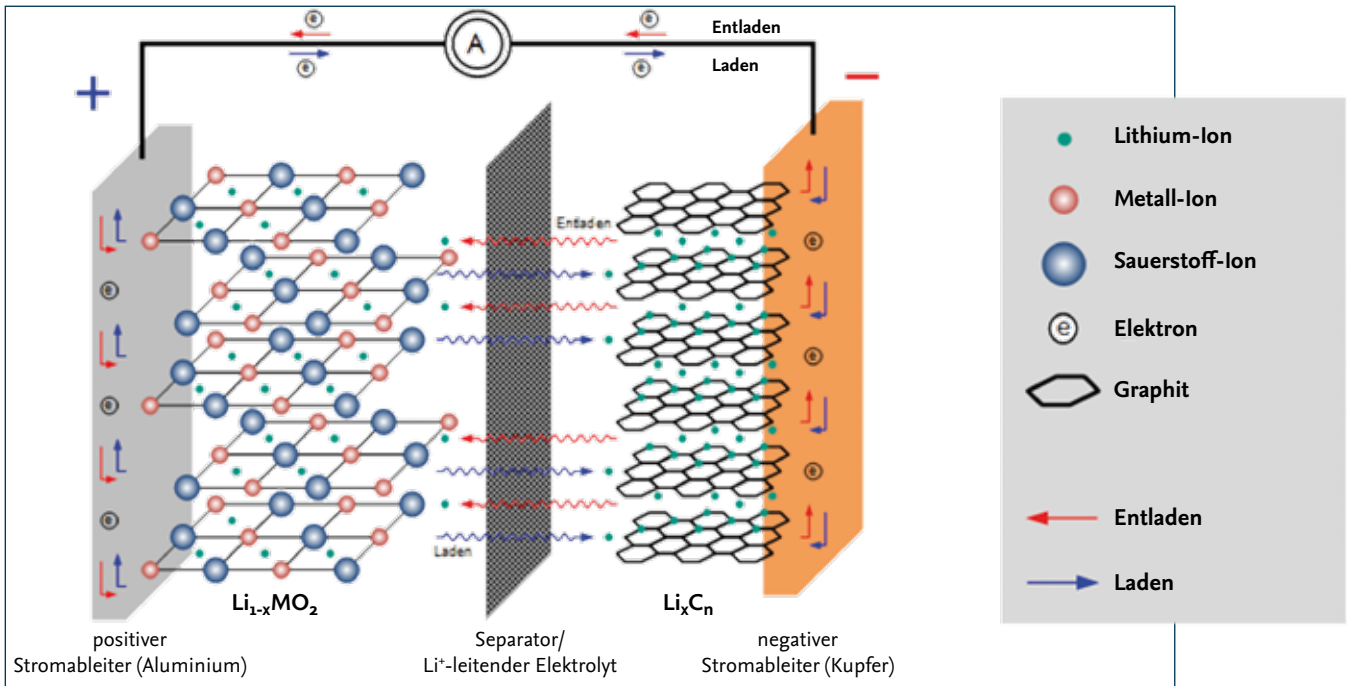 e
e
Entladen
A
Laden
e
e
+
−
Lithium-Ion
Metall-Ion
Sauerstoff-Ion
Elektron
Graphit
Entladen
Laden
Entladen
e
e
e
e
e
e
e
Laden
Li₁₋ₓMO₂
LiₓCₙ
positiver
Stromableiter (Aluminium)
Separator/
Li⁺-leitender Elektrolyt
negativer
Stromableiter (Kupfer)